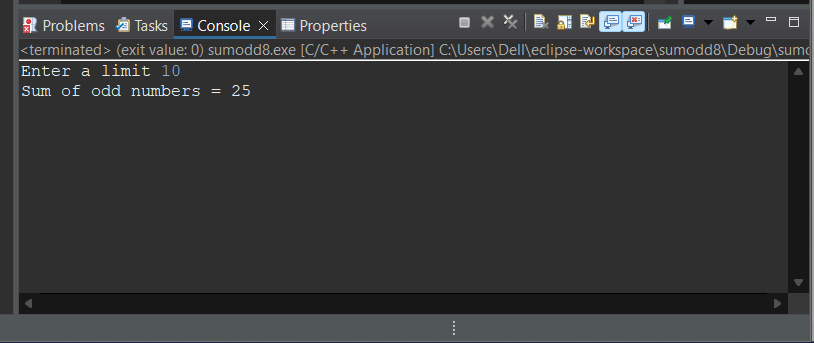 Problems Tasks Console Properties
<terminated> (exit value: 0) sumodd8.exe [C/C++ Application] C:\Users\Dell\eclipse-workspace\sumodd8\Debug\sumo
Enter a limit 10
Sum of odd numbers = 25